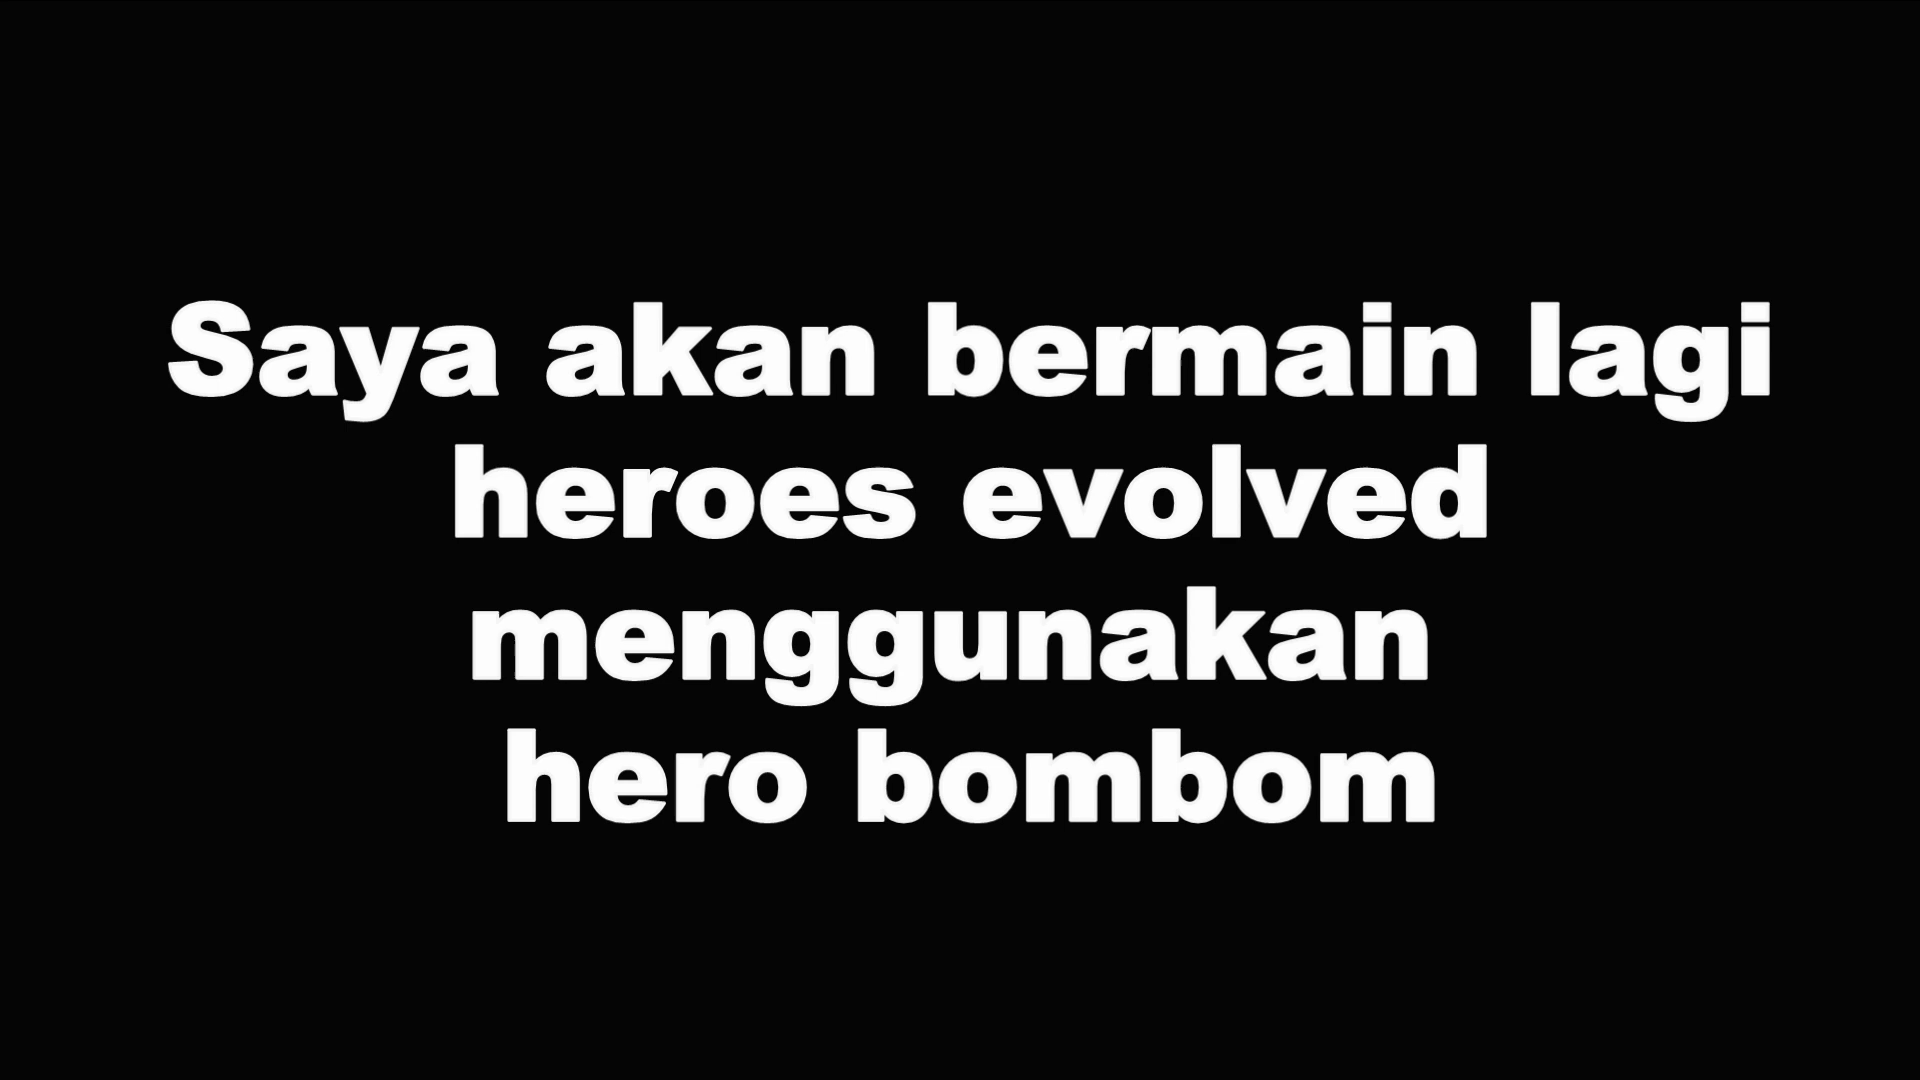 Saya akan bermain lagi
heroes evolved
menggunakan
hero bombom